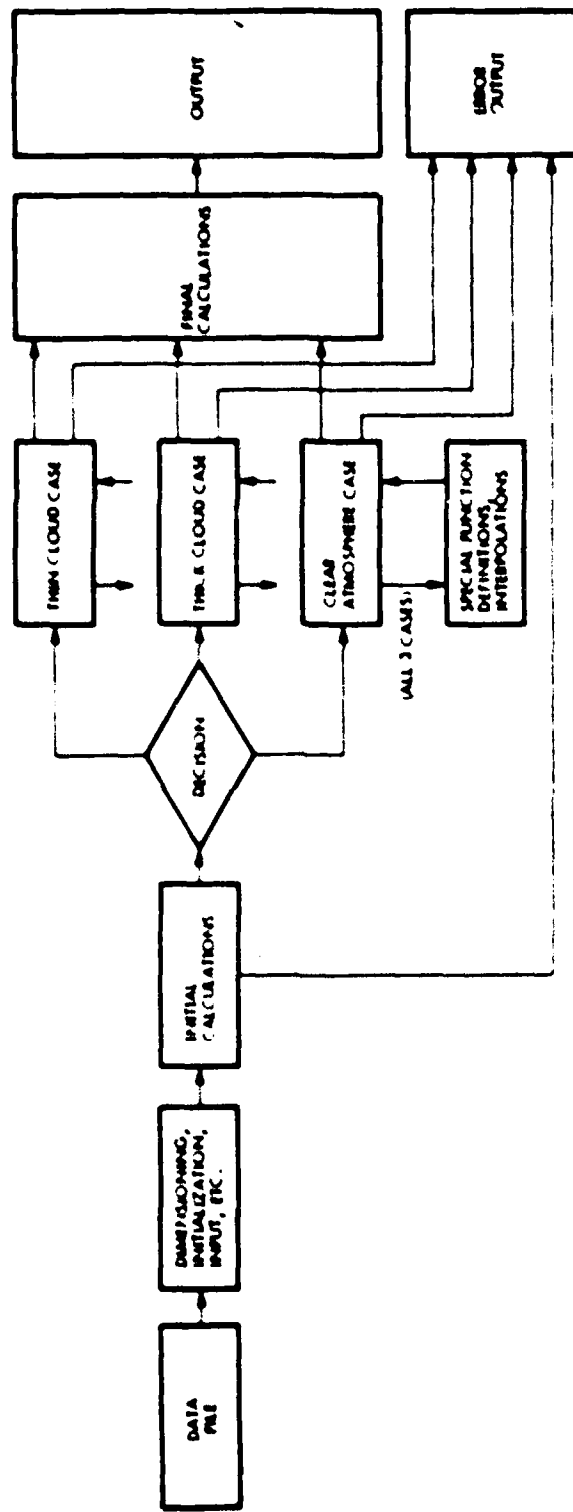 DATA
FILE
DIMENSIONING,
INITIALIZATION,
INPUT, ETC.
INITIAL
CALCULATIONS
DECISION
THIN CLOUD CASE
THICK CLOUD CASE
CLEAR
ATMOSPHERE CASE
(ALL 3 CASES)
SPECIAL FUNCTION
DEFINITIONS,
INTERPOLATIONS
FINAL
CALCULATIONS
OUTPUT
ERROR
OUTPUT